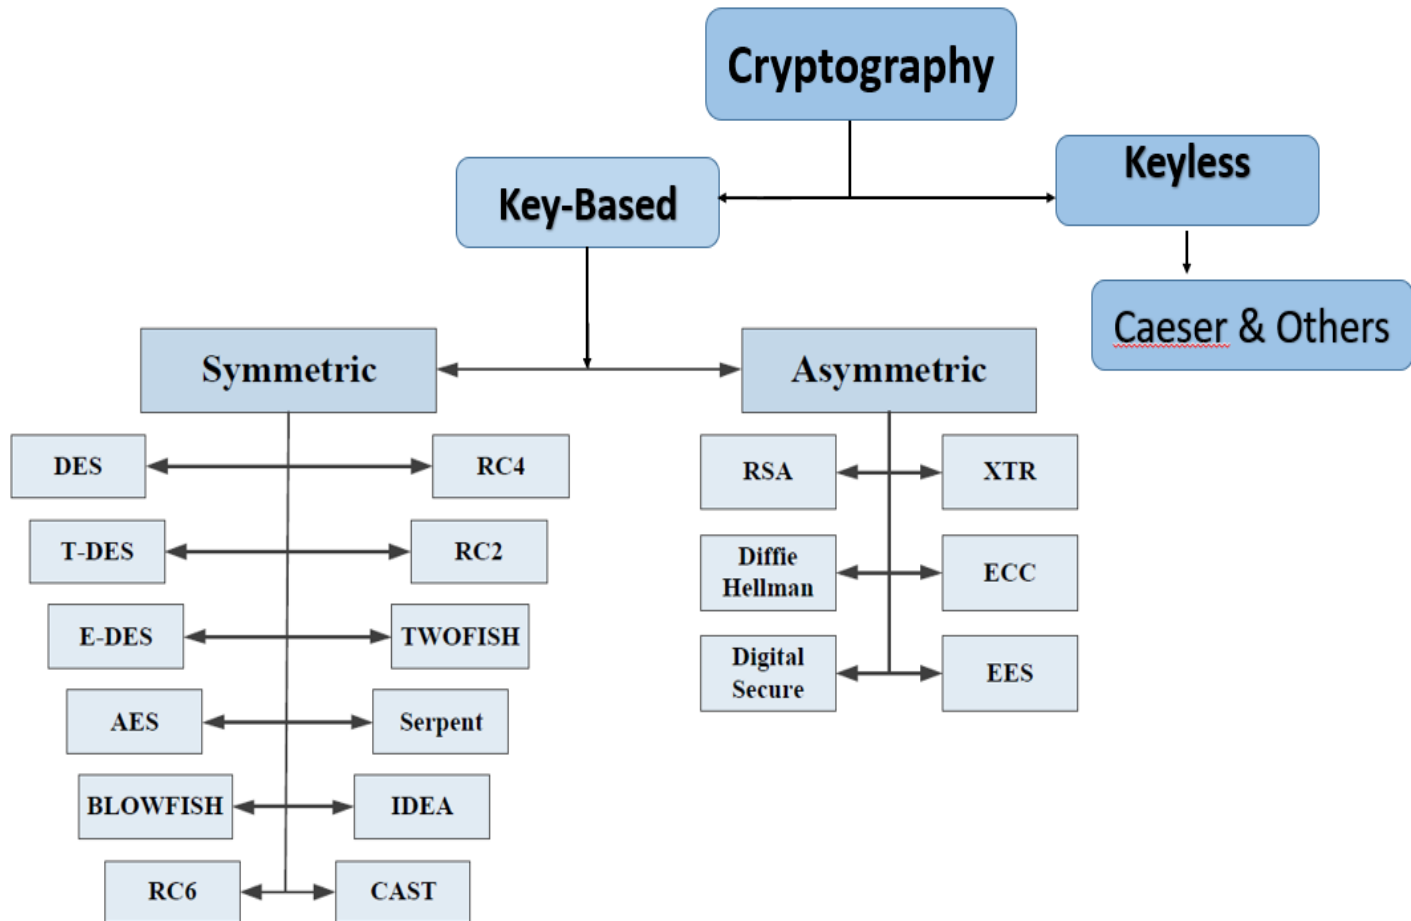 Cryptography
Keyless
Key-Based
Caeser & Others
Symmetric
Asymmetric
DES
RC4
RSA
XTR
T-DES
RC2
Diffie
Hellman
ECC
E-DES
TWOFISH
Digital
Secure
EES
AES
Serpent
BLOWFISH
IDEA
RC6
CAST